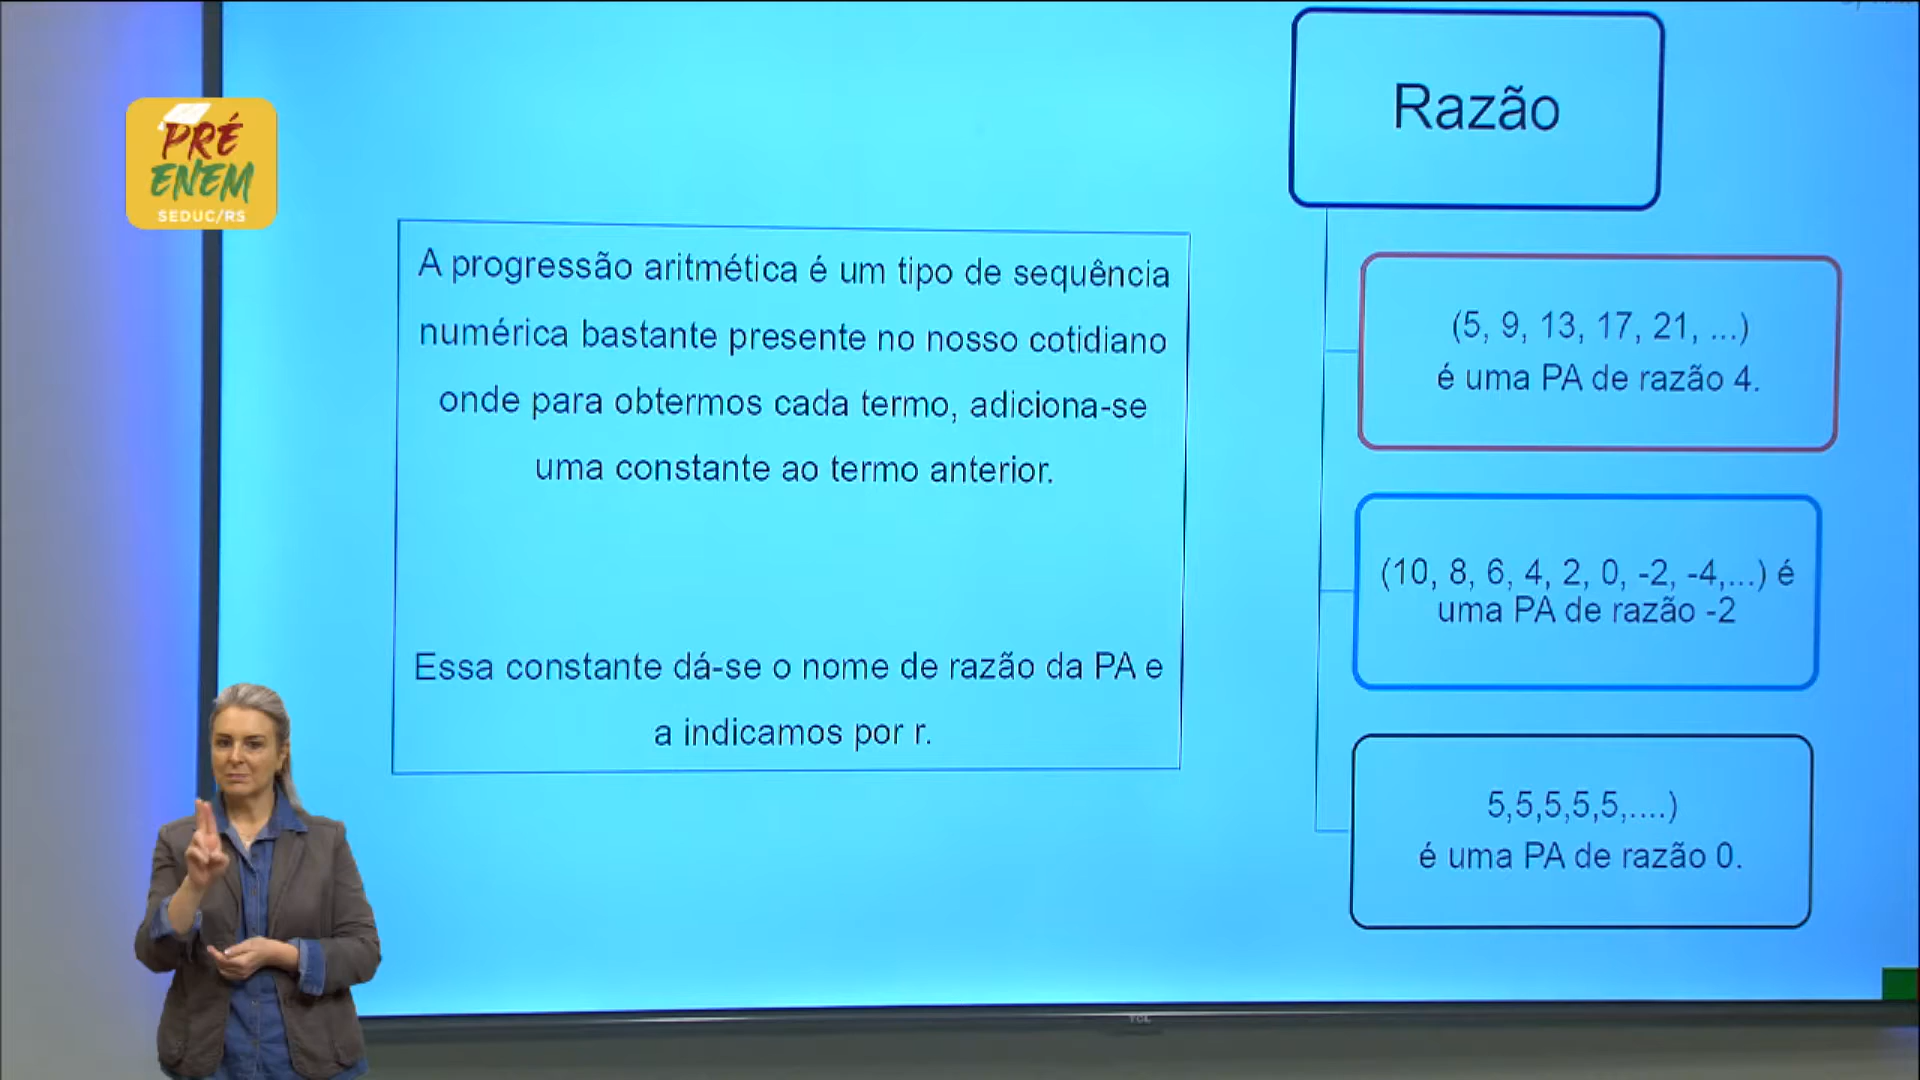 PRÉ
ENEM
SEDUC/RS
A progressão aritmética é um tipo de sequência
numérica bastante presente no nosso cotidiano
onde para obtermos cada termo, adiciona-se
uma constante ao termo anterior.
Essa constante dá-se o nome de razão da PA e
a indicamos por r.
Razão
(5, 9, 13, 17, 21, ...)
é uma PA de razão 4.
(10, 8, 6, 4, 2, 0, -2, -4,...) é
uma PA de razão -2
5,5,5,5,5,....)
é uma PA de razão 0.
TCL